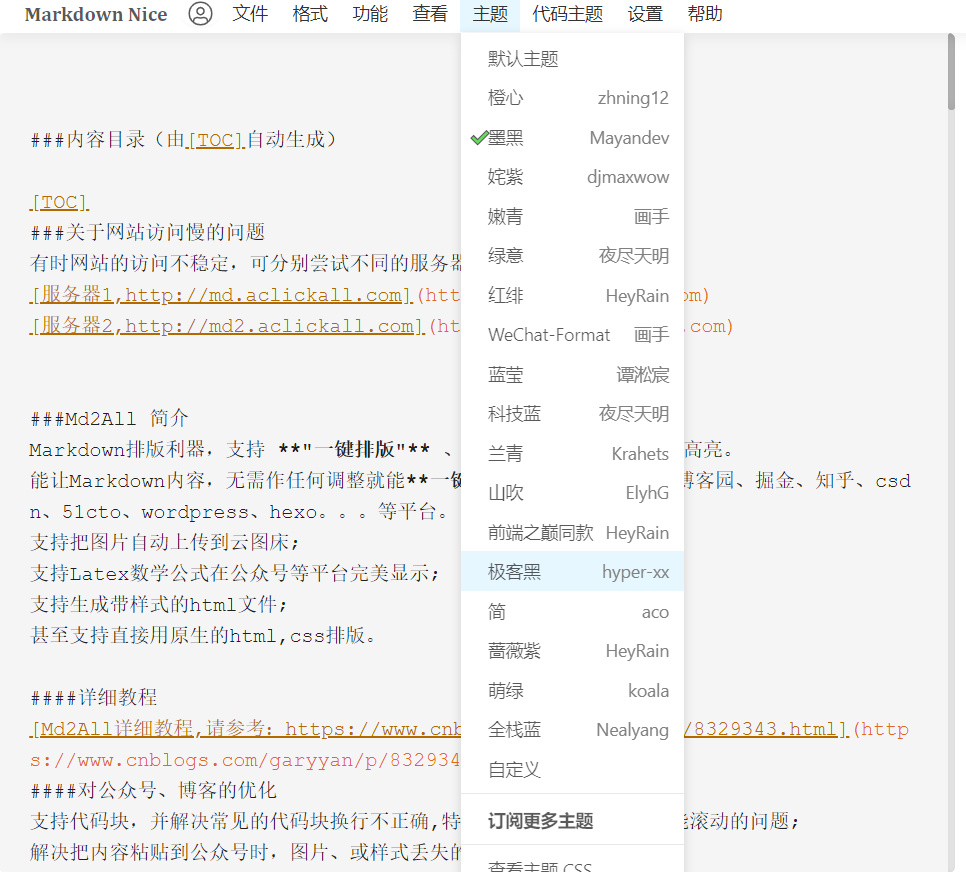 Markdown Nice 文件 格式 功能 查看 主题 代码主题 设置 帮助
默认主题
橙心 zhning12
墨黑 Mayandev
姹紫 djmaxwow
嫩青 画手
绿意 夜尽天明
红绯 HeyRain
WeChat-Format 画手
蓝莹 谭淞宸
科技蓝 夜尽天明
兰青 Krahets
山吹 ElyhG
前端之巅同款 HeyRain
极客黑 hyper-xx
简 aco
蔷薇紫 HeyRain
萌绿 koala
全栈蓝 Nealyang
自定义
订阅更多主题
查看主题 CSS
###内容目录（由[TOC]自动生成）
[TOC]
###关于网站访问慢的问题
有时网站的访问不稳定，可分别尝试不同的服务器
[服务器1,http://md.aclickall.com](htt om)
[服务器2,http://md2.aclickall.com](ht .com)
###Md2All 简介
Markdown排版利器，支持 **"一键排版"** 、 高亮。
能让Markdown内容，无需作任何调整就能**一键 博客园、掘金、知乎、csd
n、51cto、wordpress、hexo。。。等平台。
支持把图片自动上传到云图床；
支持Latex数学公式在公众号等平台完美显示；
支持生成带样式的html文件；
甚至支持直接用原生的html,css排版。
####详细教程
[Md2All详细教程,请参考：https://www.cnb /8329343.html](http
s://www.cnblogs.com/garyyan/p/832934
####对公众号、博客的优化
支持代码块，并解决常见的代码块换行不正确,特 能滚动的问题；
解决把内容粘贴到公众号时，图片、或样式丢失的